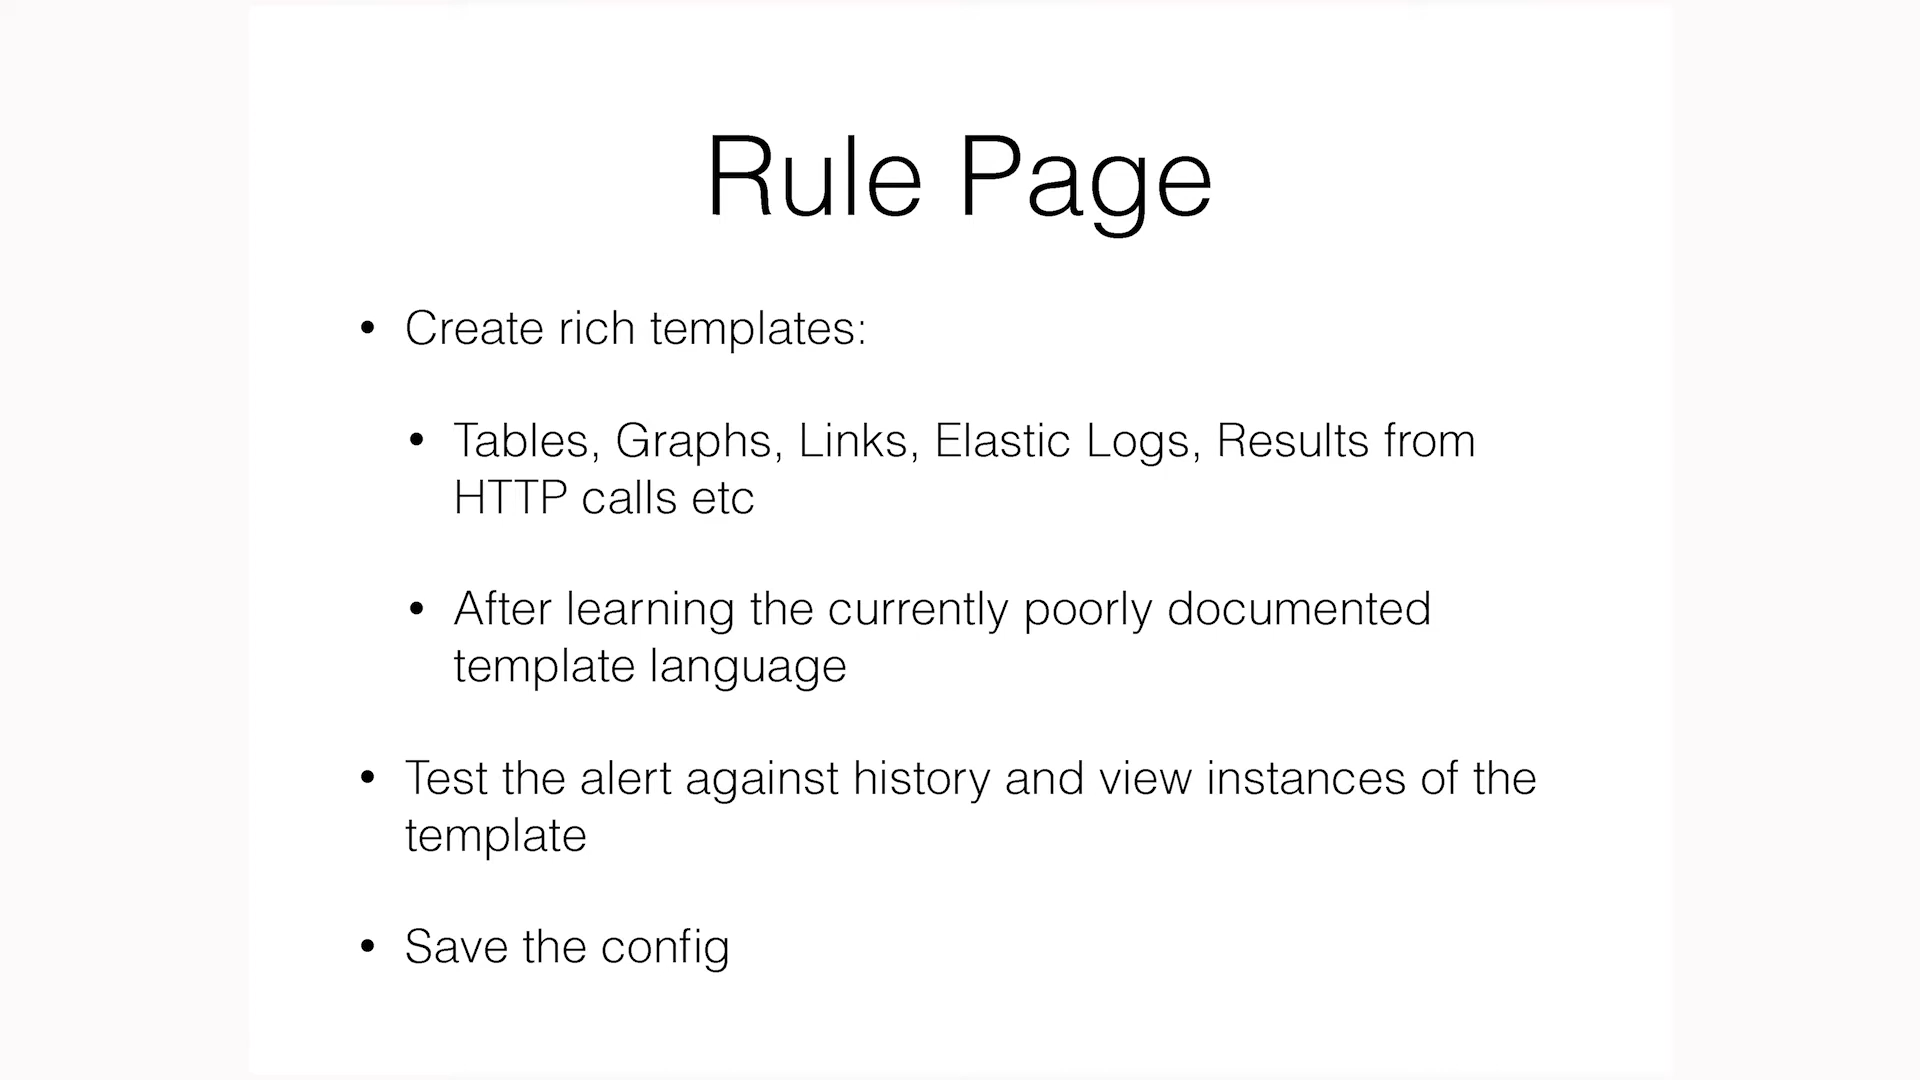 Rule Page
• Create rich templates:
• Tables, Graphs, Links, Elastic Logs, Results from
HTTP calls etc
• After learning the currently poorly documented
template language
• Test the alert against history and view instances of the
template
• Save the config